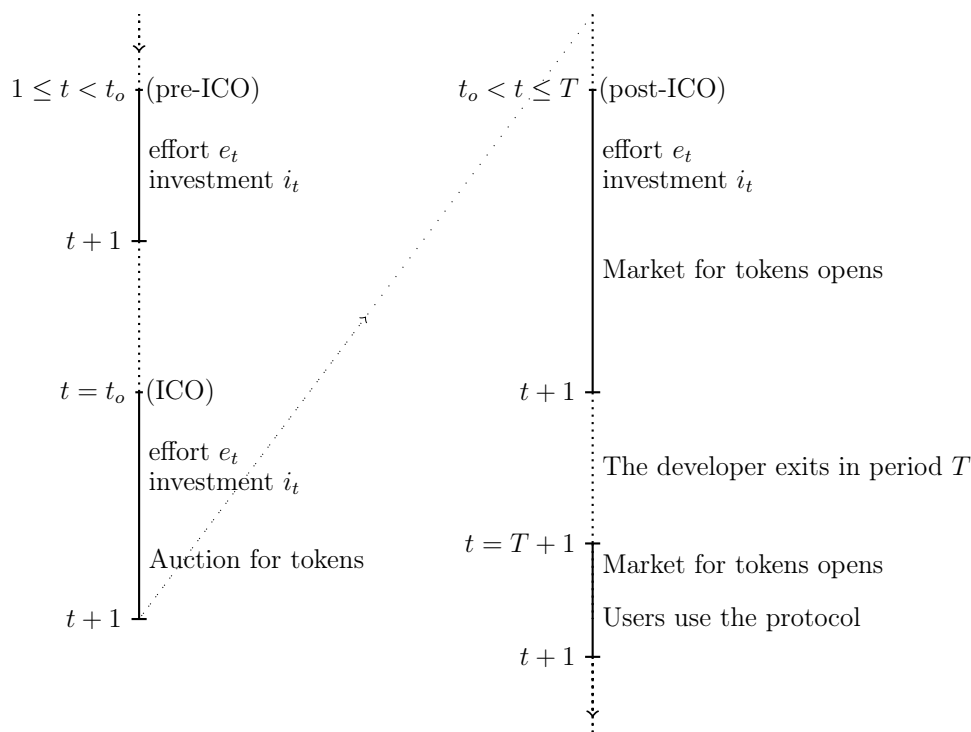 1 ≤ t < t_o (pre-ICO)
effort e_t
investment i_t
t + 1
t = t_o (ICO)
effort e_t
investment i_t
Auction for tokens
t + 1
t_o < t ≤ T (post-ICO)
effort e_t
investment i_t
Market for tokens opens
t + 1
The developer exits in period T
t = T + 1
Market for tokens opens
Users use the protocol
t + 1